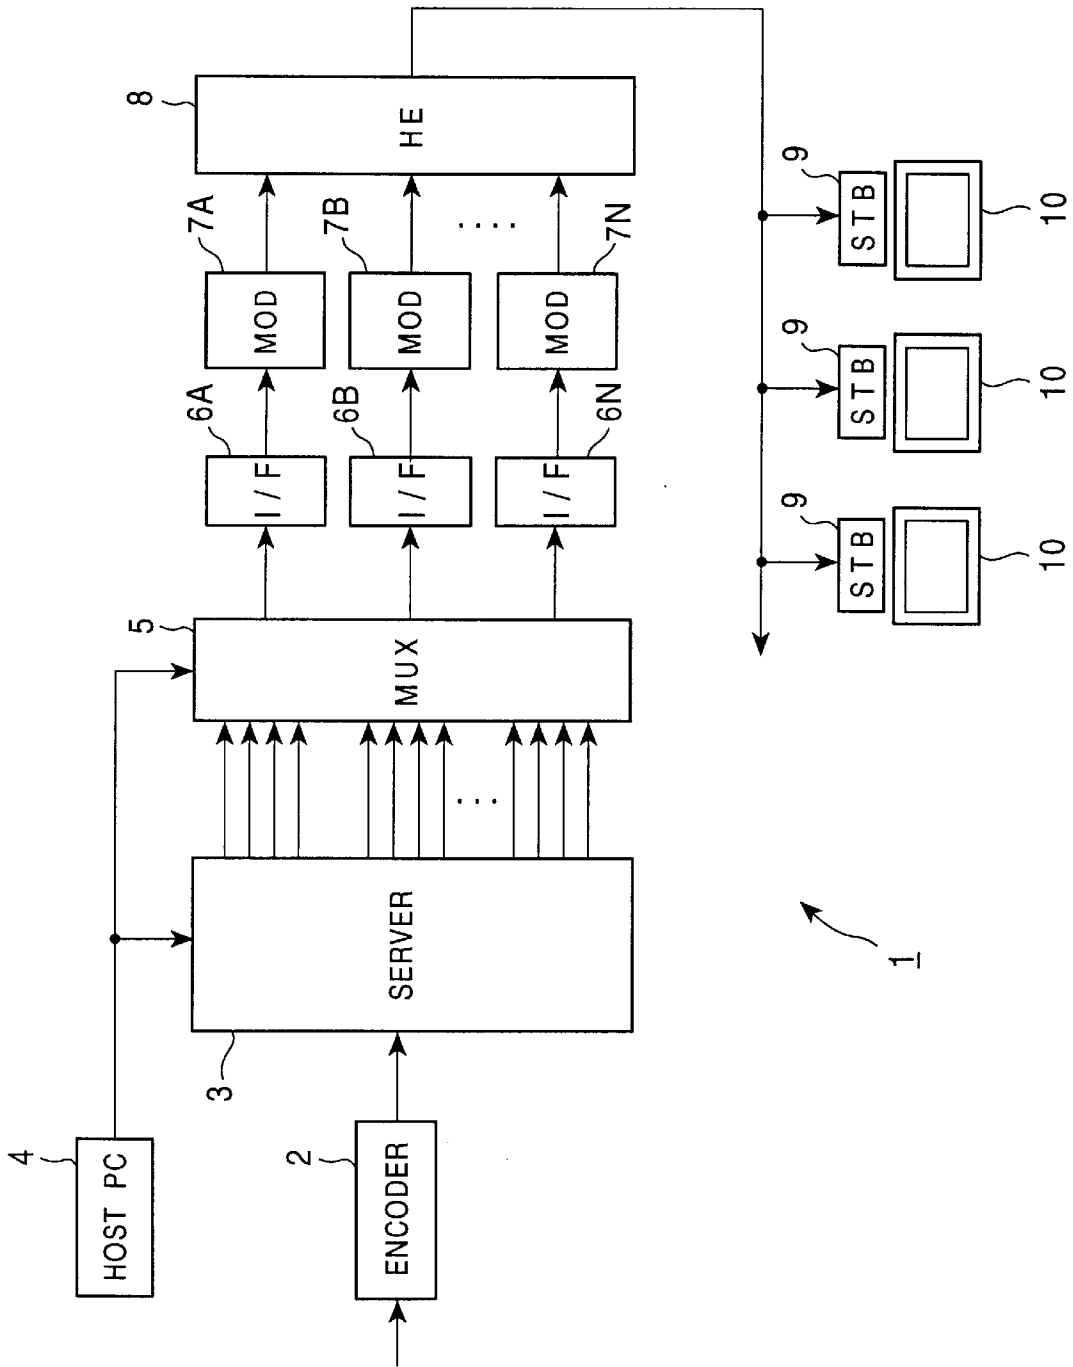 4
HOST PC
2
ENCODER
3
SERVER
. . .
5
MUX
6A
I/F
6B
I/F
6N
I/F
7A
MOD
7B
MOD
. . . .
7N
MOD
8
HE
9
STB
10
9
STB
10
9
STB
10
1